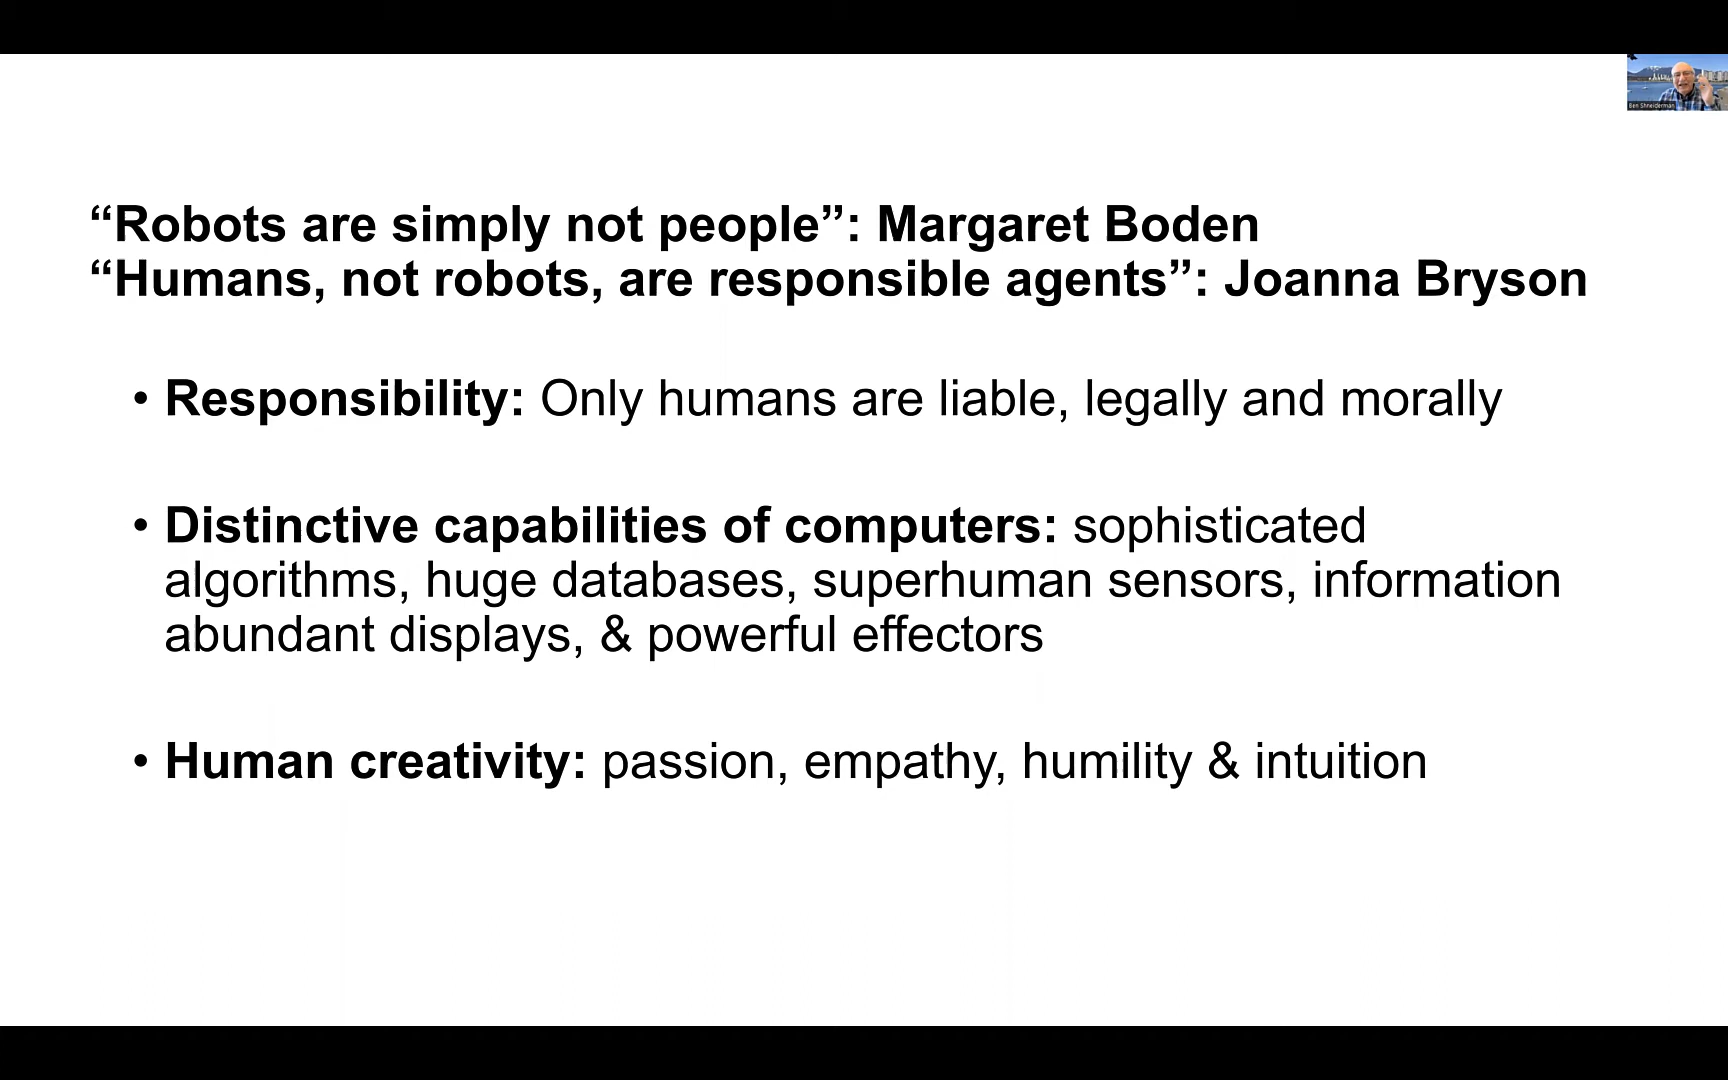 Ben Shneiderman
“Robots are simply not people”: Margaret Boden
“Humans, not robots, are responsible agents”: Joanna Bryson
• Responsibility: Only humans are liable, legally and morally
• Distinctive capabilities of computers: sophisticated
algorithms, huge databases, superhuman sensors, information
abundant displays, & powerful effectors
• Human creativity: passion, empathy, humility & intuition